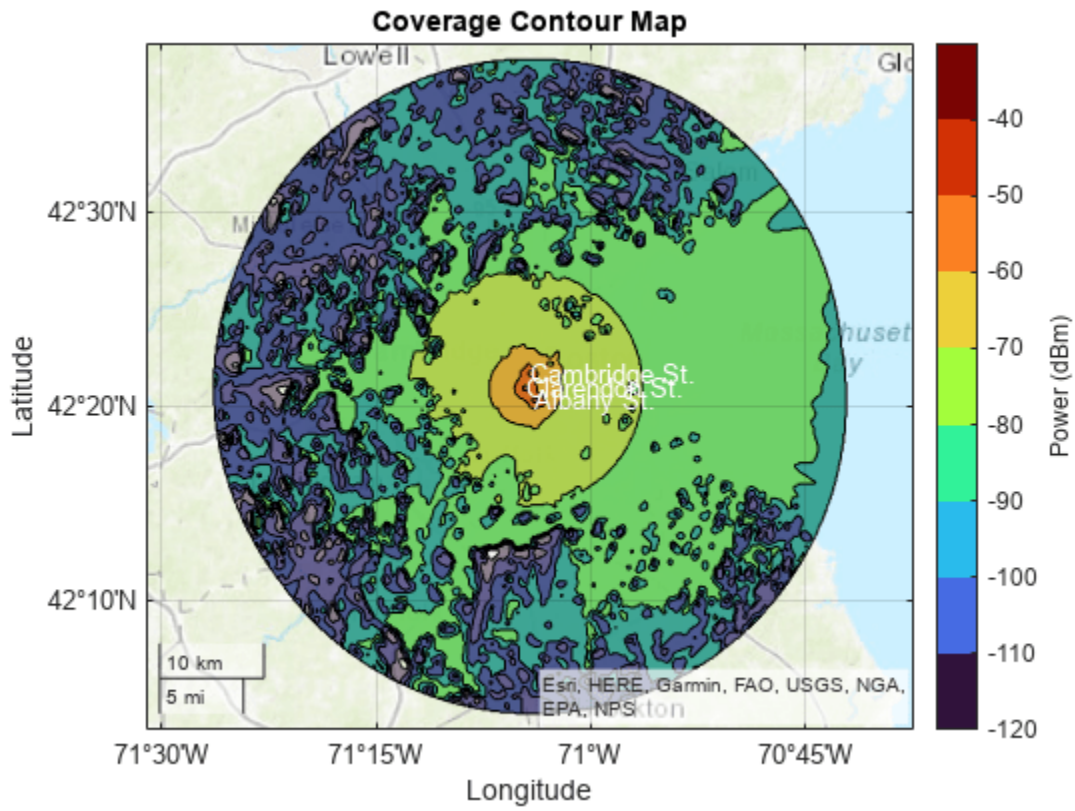 Coverage Contour Map
Lowell
Glo
-40
-50
42°30'N
-60
-70
Cambridge St.
Clarendon St.
Albany St.
42°20'N
-80
-90
-100
42°10'N
-110
10 km
5 mi
Esri, HERE, Garmin, FAO, USGS, NGA,
EPA, NPS
-120
71°30'W
71°15'W
71°W
70°45'W
Longitude
Latitude
Power (dBm)